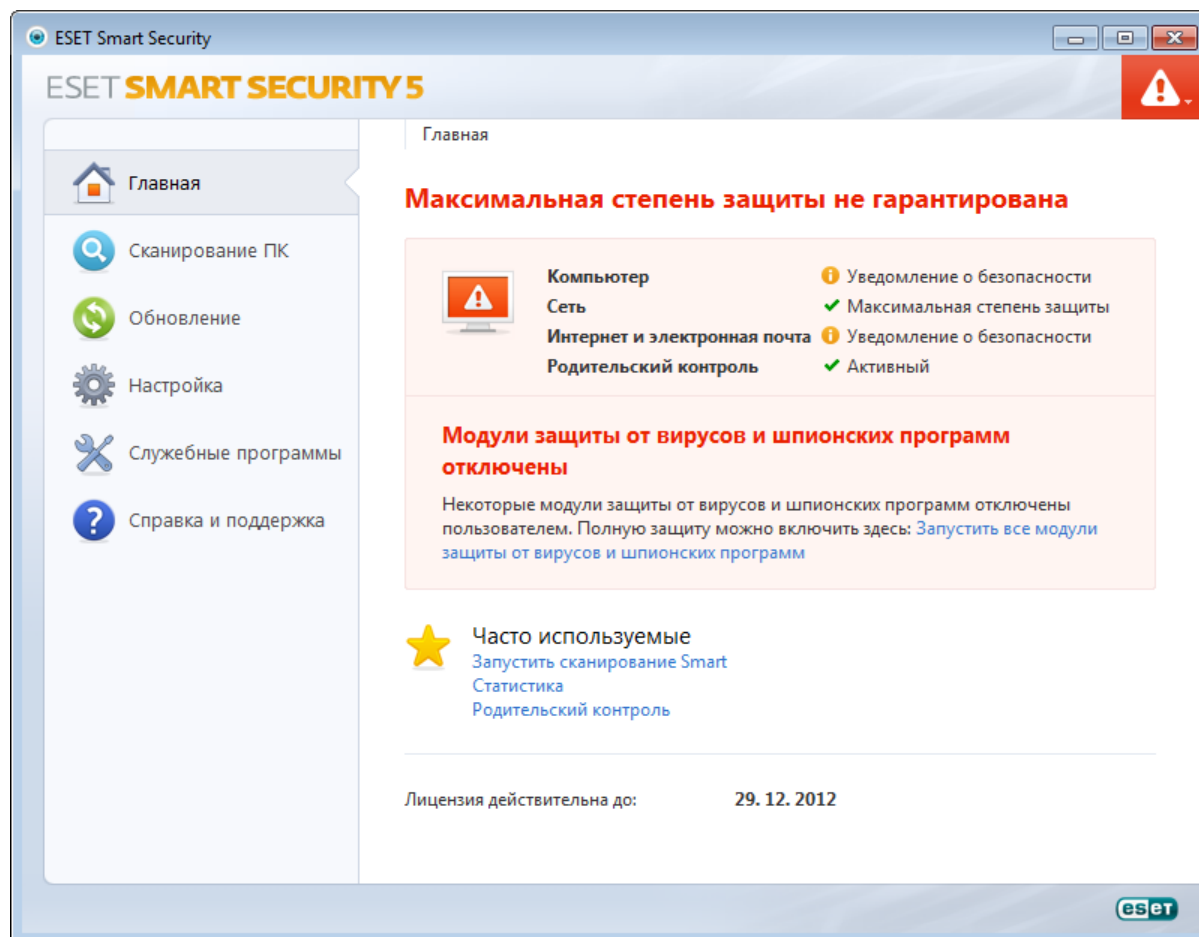 ESET Smart Security
ESET SMART SECURITY 5
Главная
Сканирование ПК
Обновление
Настройка
Служебные программы
Справка и поддержка
Главная
Максимальная степень защиты не гарантирована
Компьютер Уведомление о безопасности
Сеть Максимальная степень защиты
Интернет и электронная почта Уведомление о безопасности
Родительский контроль Активный
Модули защиты от вирусов и шпионских программ
отключены
Некоторые модули защиты от вирусов и шпионских программ отключены
пользователем. Полную защиту можно включить здесь: Запустить все модули
защиты от вирусов и шпионских программ
Часто используемые
Запустить сканирование Smart
Статистика
Родительский контроль
Лицензия действительна до: 29. 12. 2012
eset